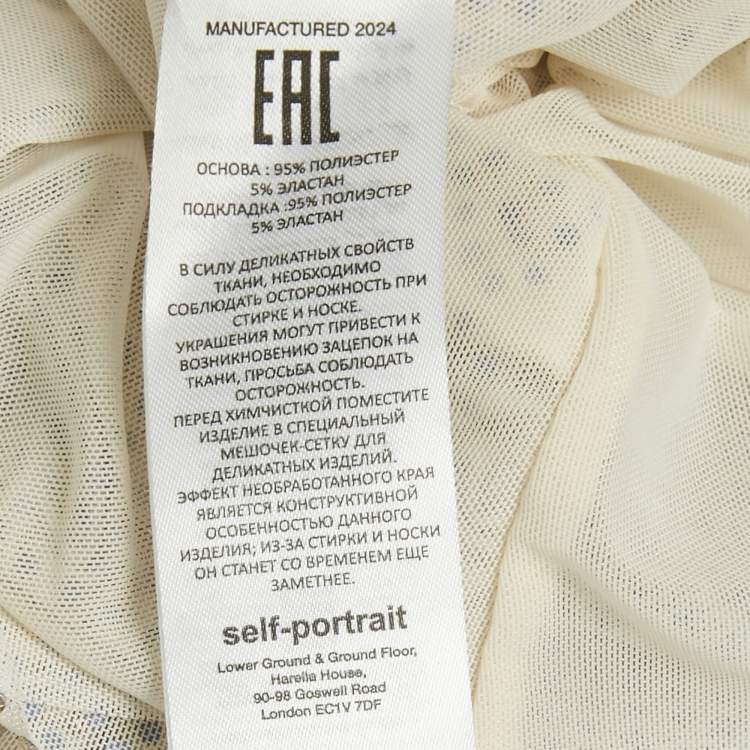 MANUFACTURED 2024
EAC
ОСНОВА : 95% ПОЛИЭСТЕР
5% ЭЛАСТАН
ПОДКЛАДКА :95% ПОЛИЭСТЕР
5% ЭЛАСТАН
В СИЛУ ДЕЛИКАТНЫХ СВОЙСТВ
ТКАНИ, НЕОБХОДИМО
СОБЛЮДАТЬ ОСТОРОЖНОСТЬ ПРИ
СТИРКЕ И НОСКЕ.
УКРАШЕНИЯ МОГУТ ПРИВЕСТИ К
ВОЗНИКНОВЕНИЮ ЗАЦЕПОК НА
ТКАНИ, ПРОСЬБА СОБЛЮДАТЬ
ОСТОРОЖНОСТЬ.
ПЕРЕД ХИМЧИСТКОЙ ПОМЕСТИТЕ
ИЗДЕЛИЕ В СПЕЦИАЛЬНЫЙ
МЕШОЧЕК-СЕТКУ ДЛЯ
ДЕЛИКАТНЫХ ИЗДЕЛИЙ.
ЭФФЕКТ НЕОБРАБОТАННОГО КРАЯ
ЯВЛЯЕТСЯ КОНСТРУКТИВНОЙ
ОСОБЕННОСТЬЮ ДАННОГО
ИЗДЕЛИЯ; ИЗ-ЗА СТИРКИ И НОСКИ
ОН СТАНЕТ СО ВРЕМЕНЕМ ЕЩЕ
ЗАМЕТНЕЕ.
self-portrait
Lower Ground & Ground Floor,
Harella House,
90-98 Goswell Road
London EC1V 7DF